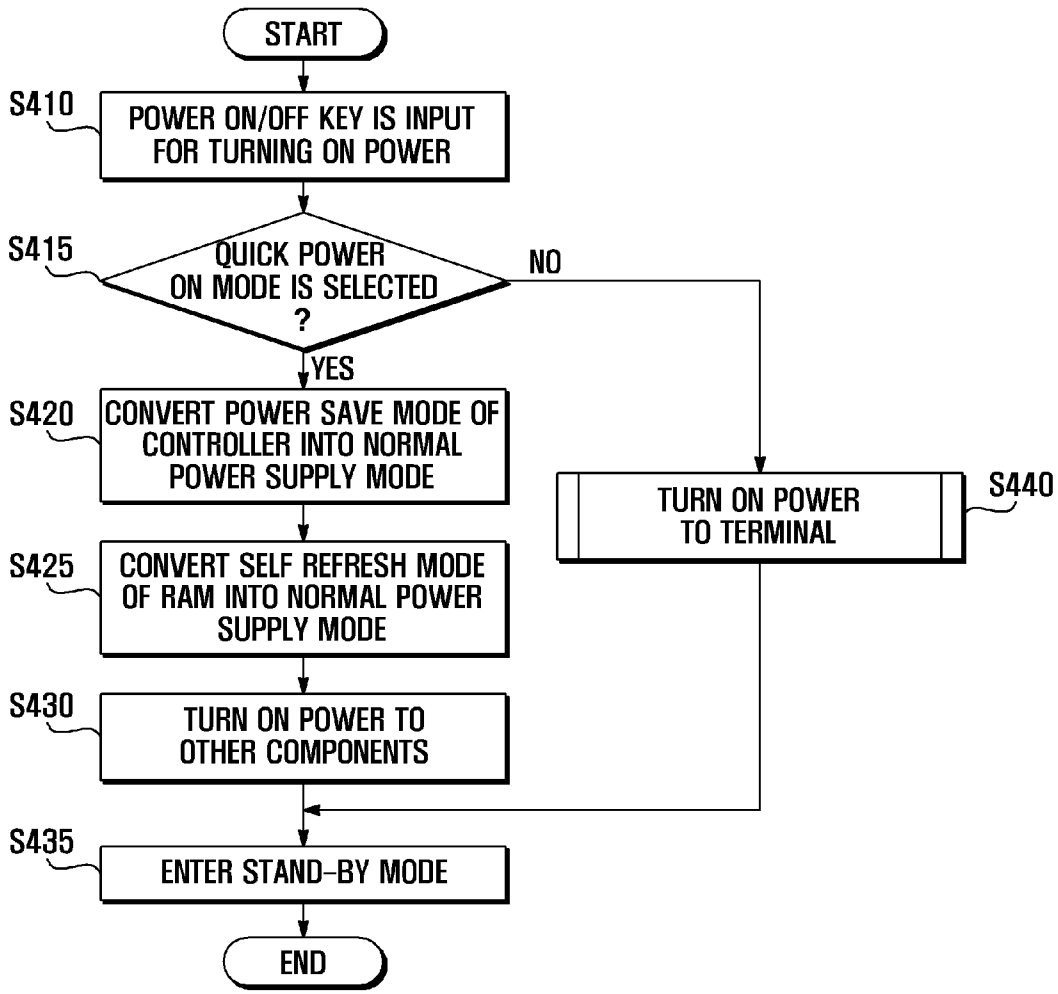 START
S410
POWER ON/OFF KEY IS INPUT
FOR TURNING ON POWER
S415
QUICK POWER
ON MODE IS SELECTED
?
NO
YES
S420
CONVERT POWER SAVE MODE OF
CONTROLLER INTO NORMAL
POWER SUPPLY MODE
S440
TURN ON POWER
TO TERMINAL
S425
CONVERT SELF REFRESH MODE
OF RAM INTO NORMAL POWER
SUPPLY MODE
S430
TURN ON POWER TO
OTHER COMPONENTS
S435
ENTER STAND-BY MODE
END